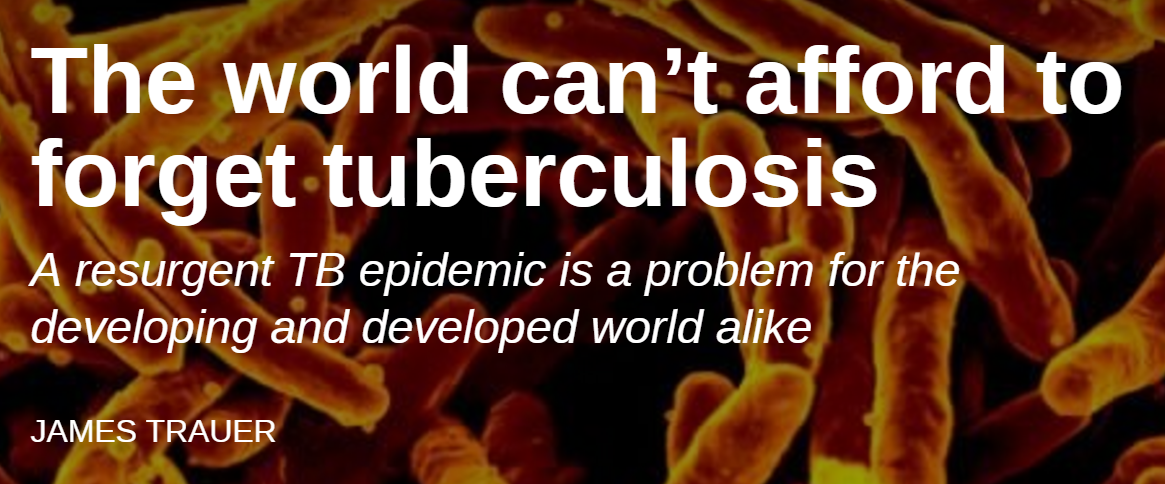 The world can’t afford to
forget tuberculosis
A resurgent TB epidemic is a problem for the
developing and developed world alike
JAMES TRAUER